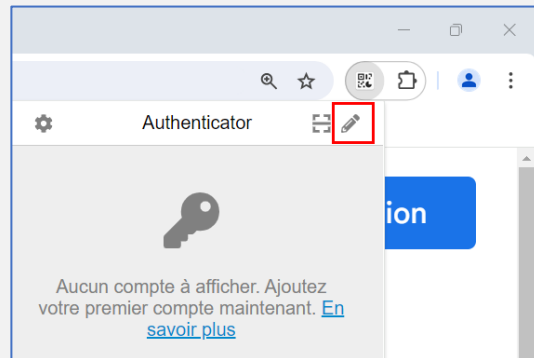 Authenticator
ion
Aucun compte à afficher. Ajoutez
votre premier compte maintenant. En
savoir plus